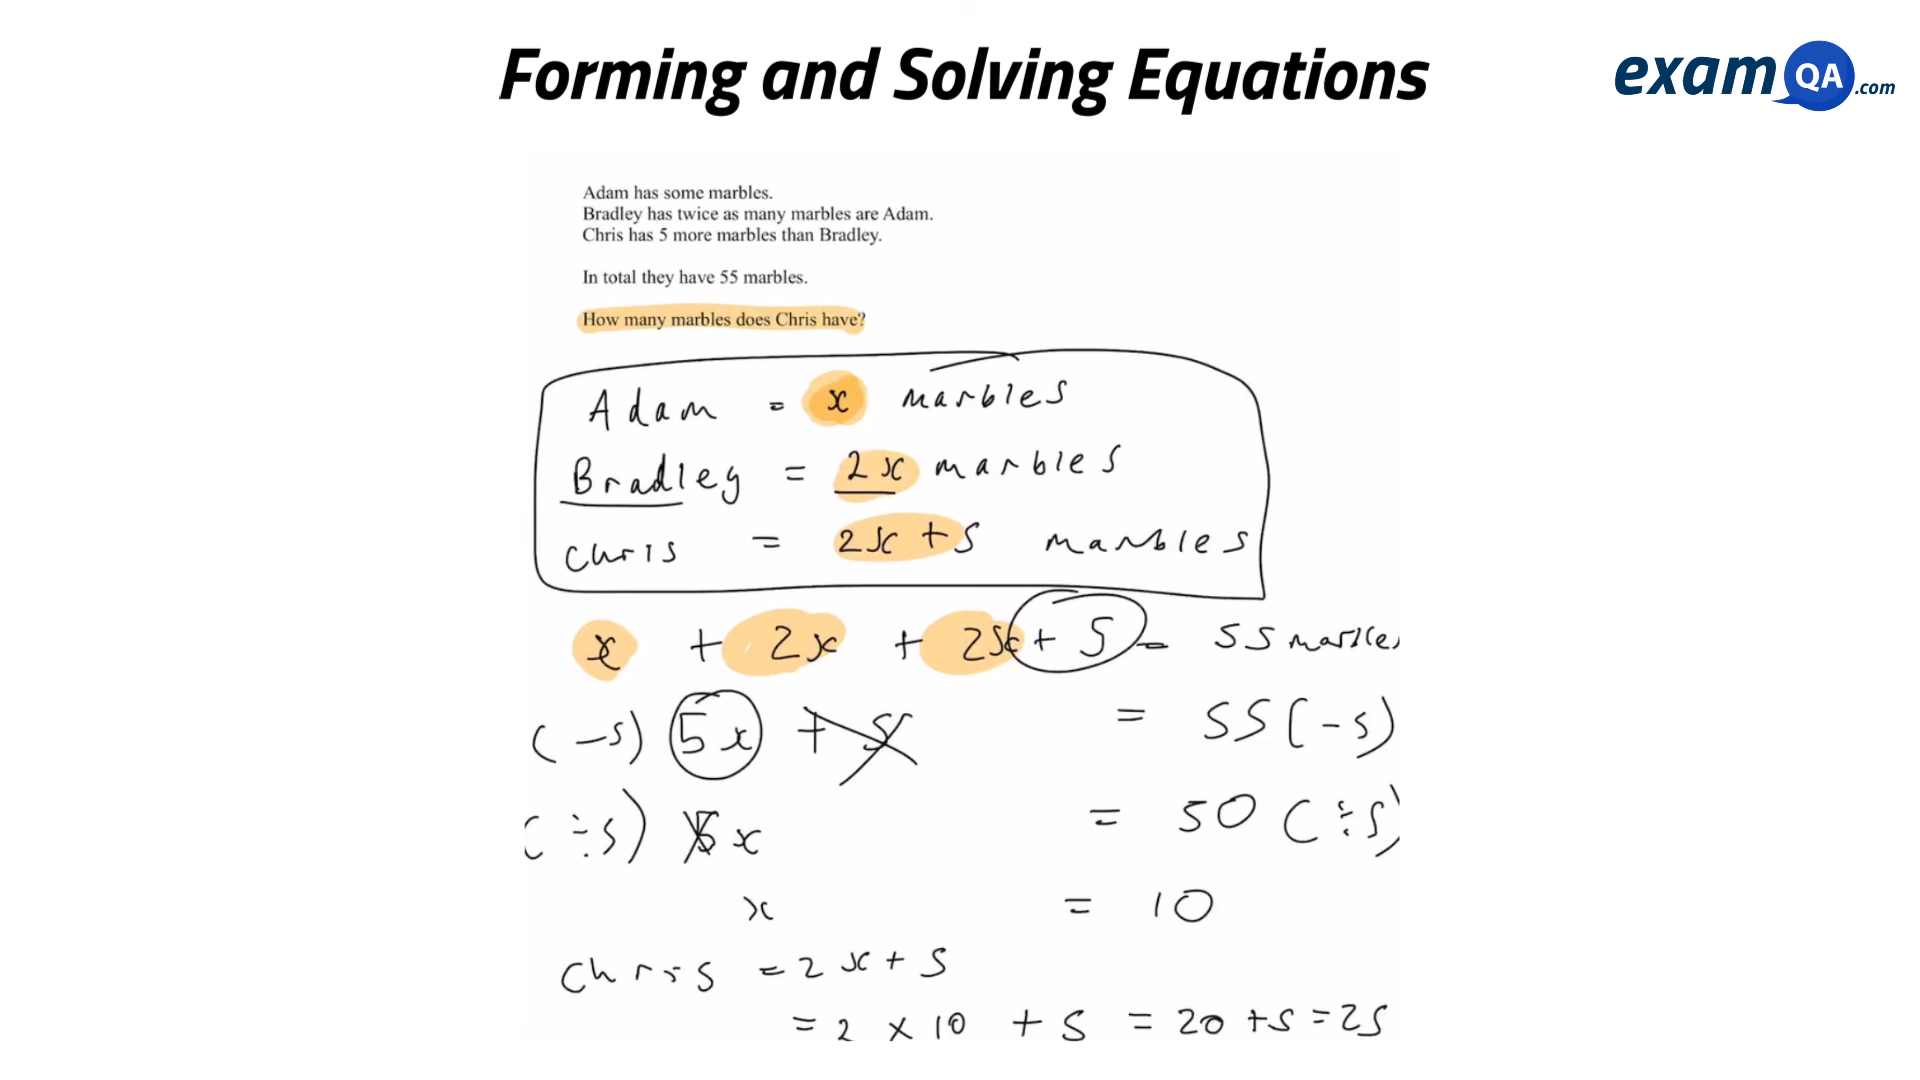 Forming and Solving Equations
examQA.com
Adam has some marbles.
Bradley has twice as many marbles are Adam.
Chris has 5 more marbles than Bradley.
In total they have 55 marbles.
How many marbles does Chris have?
Adam = x marbles
Bradley = 2x marbles
Chris = 2x + 5 marbles
x + 2x + 2x + 5 = 55 marbles
(-5) 5x + 5 = 55 (-5)
(÷5) 5x = 50 (÷5)
x = 10
Chris = 2x + 5
= 2 × 10 + 5 = 20 + 5 = 25